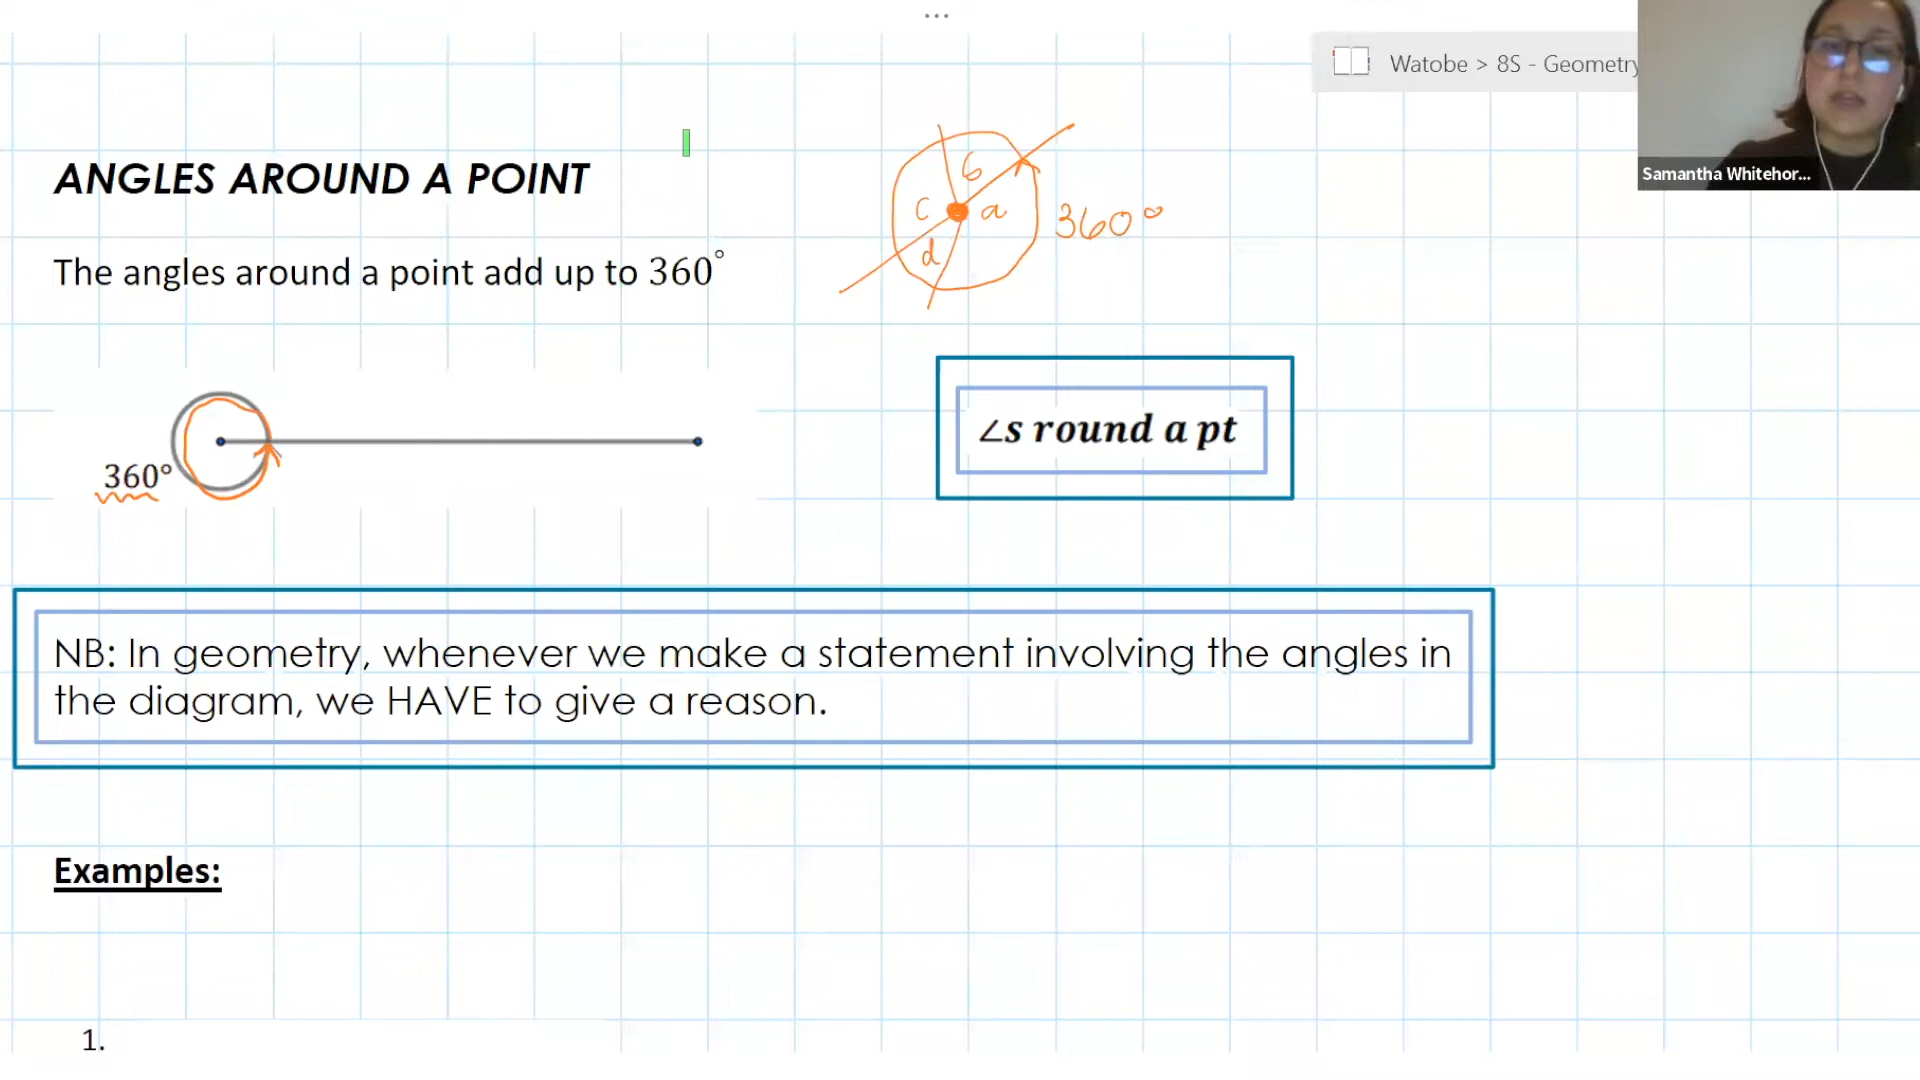 ...
Watobe > 8S - Geometry
Samantha Whitehor...
ANGLES AROUND A POINT
b
c
a
d
360°
The angles around a point add up to 360°
∠s round a pt
360°
NB: In geometry, whenever we make a statement involving the angles in
the diagram, we HAVE to give a reason.
Examples:
1.